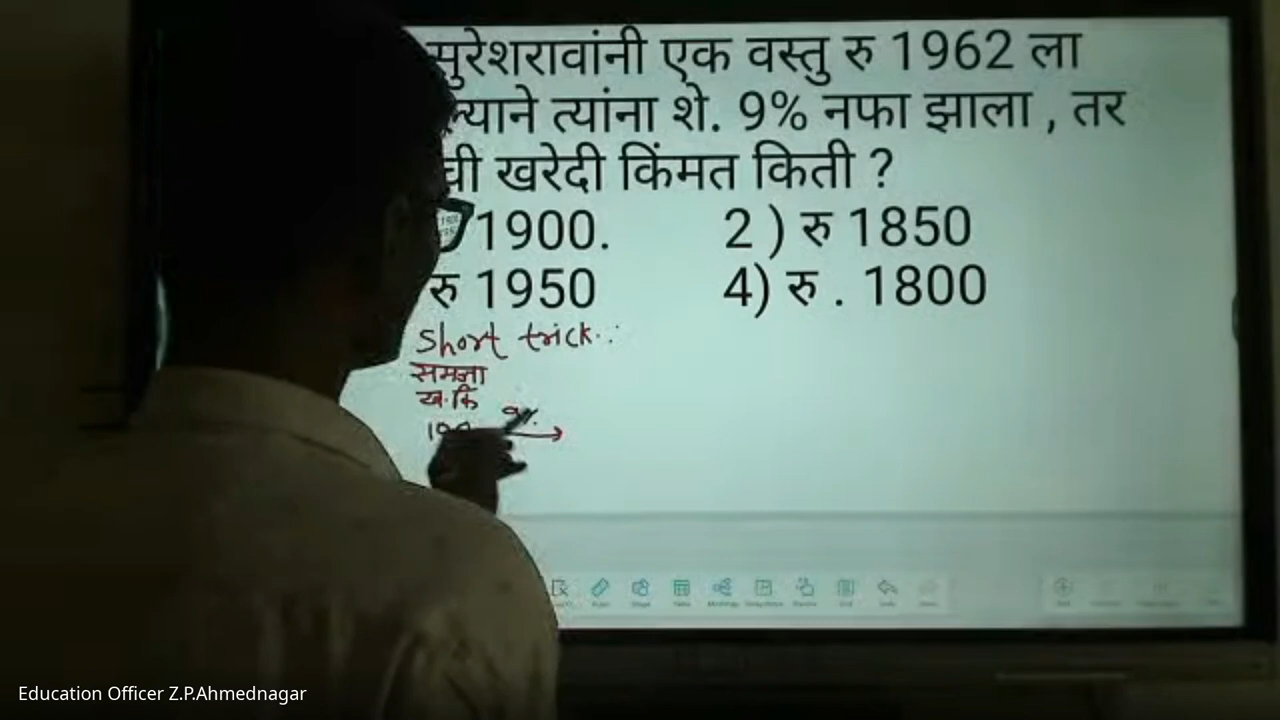 सुरेशरावांनी एक वस्तु रु 1962 ला
त्यांना शे. 9% नफा झाला , तर
खरेदी किंमत किती ?
1900. 2 ) रु 1850
रु 1950 4) रु . 1800
Short trick..:
समजा
ख.कि
Education Officer Z.P.Ahmednagar